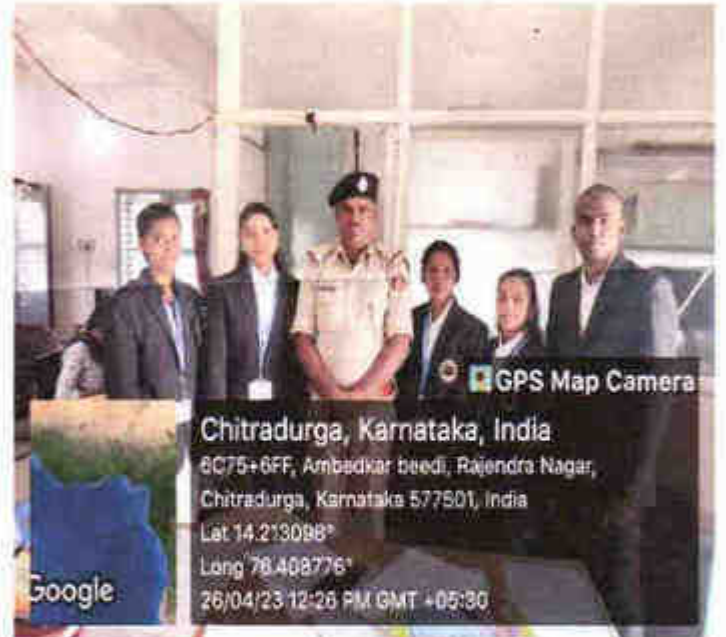 GPS Map Camera
Chitradurga, Karnataka, India
6C75+6FF, Ambedkar beedi, Rajendra Nagar,
Chitradurga, Karnataka 577501, India
Lat 14.213098°
Long 76.408776°
26/04/23 12:26 PM GMT +05:30
Google